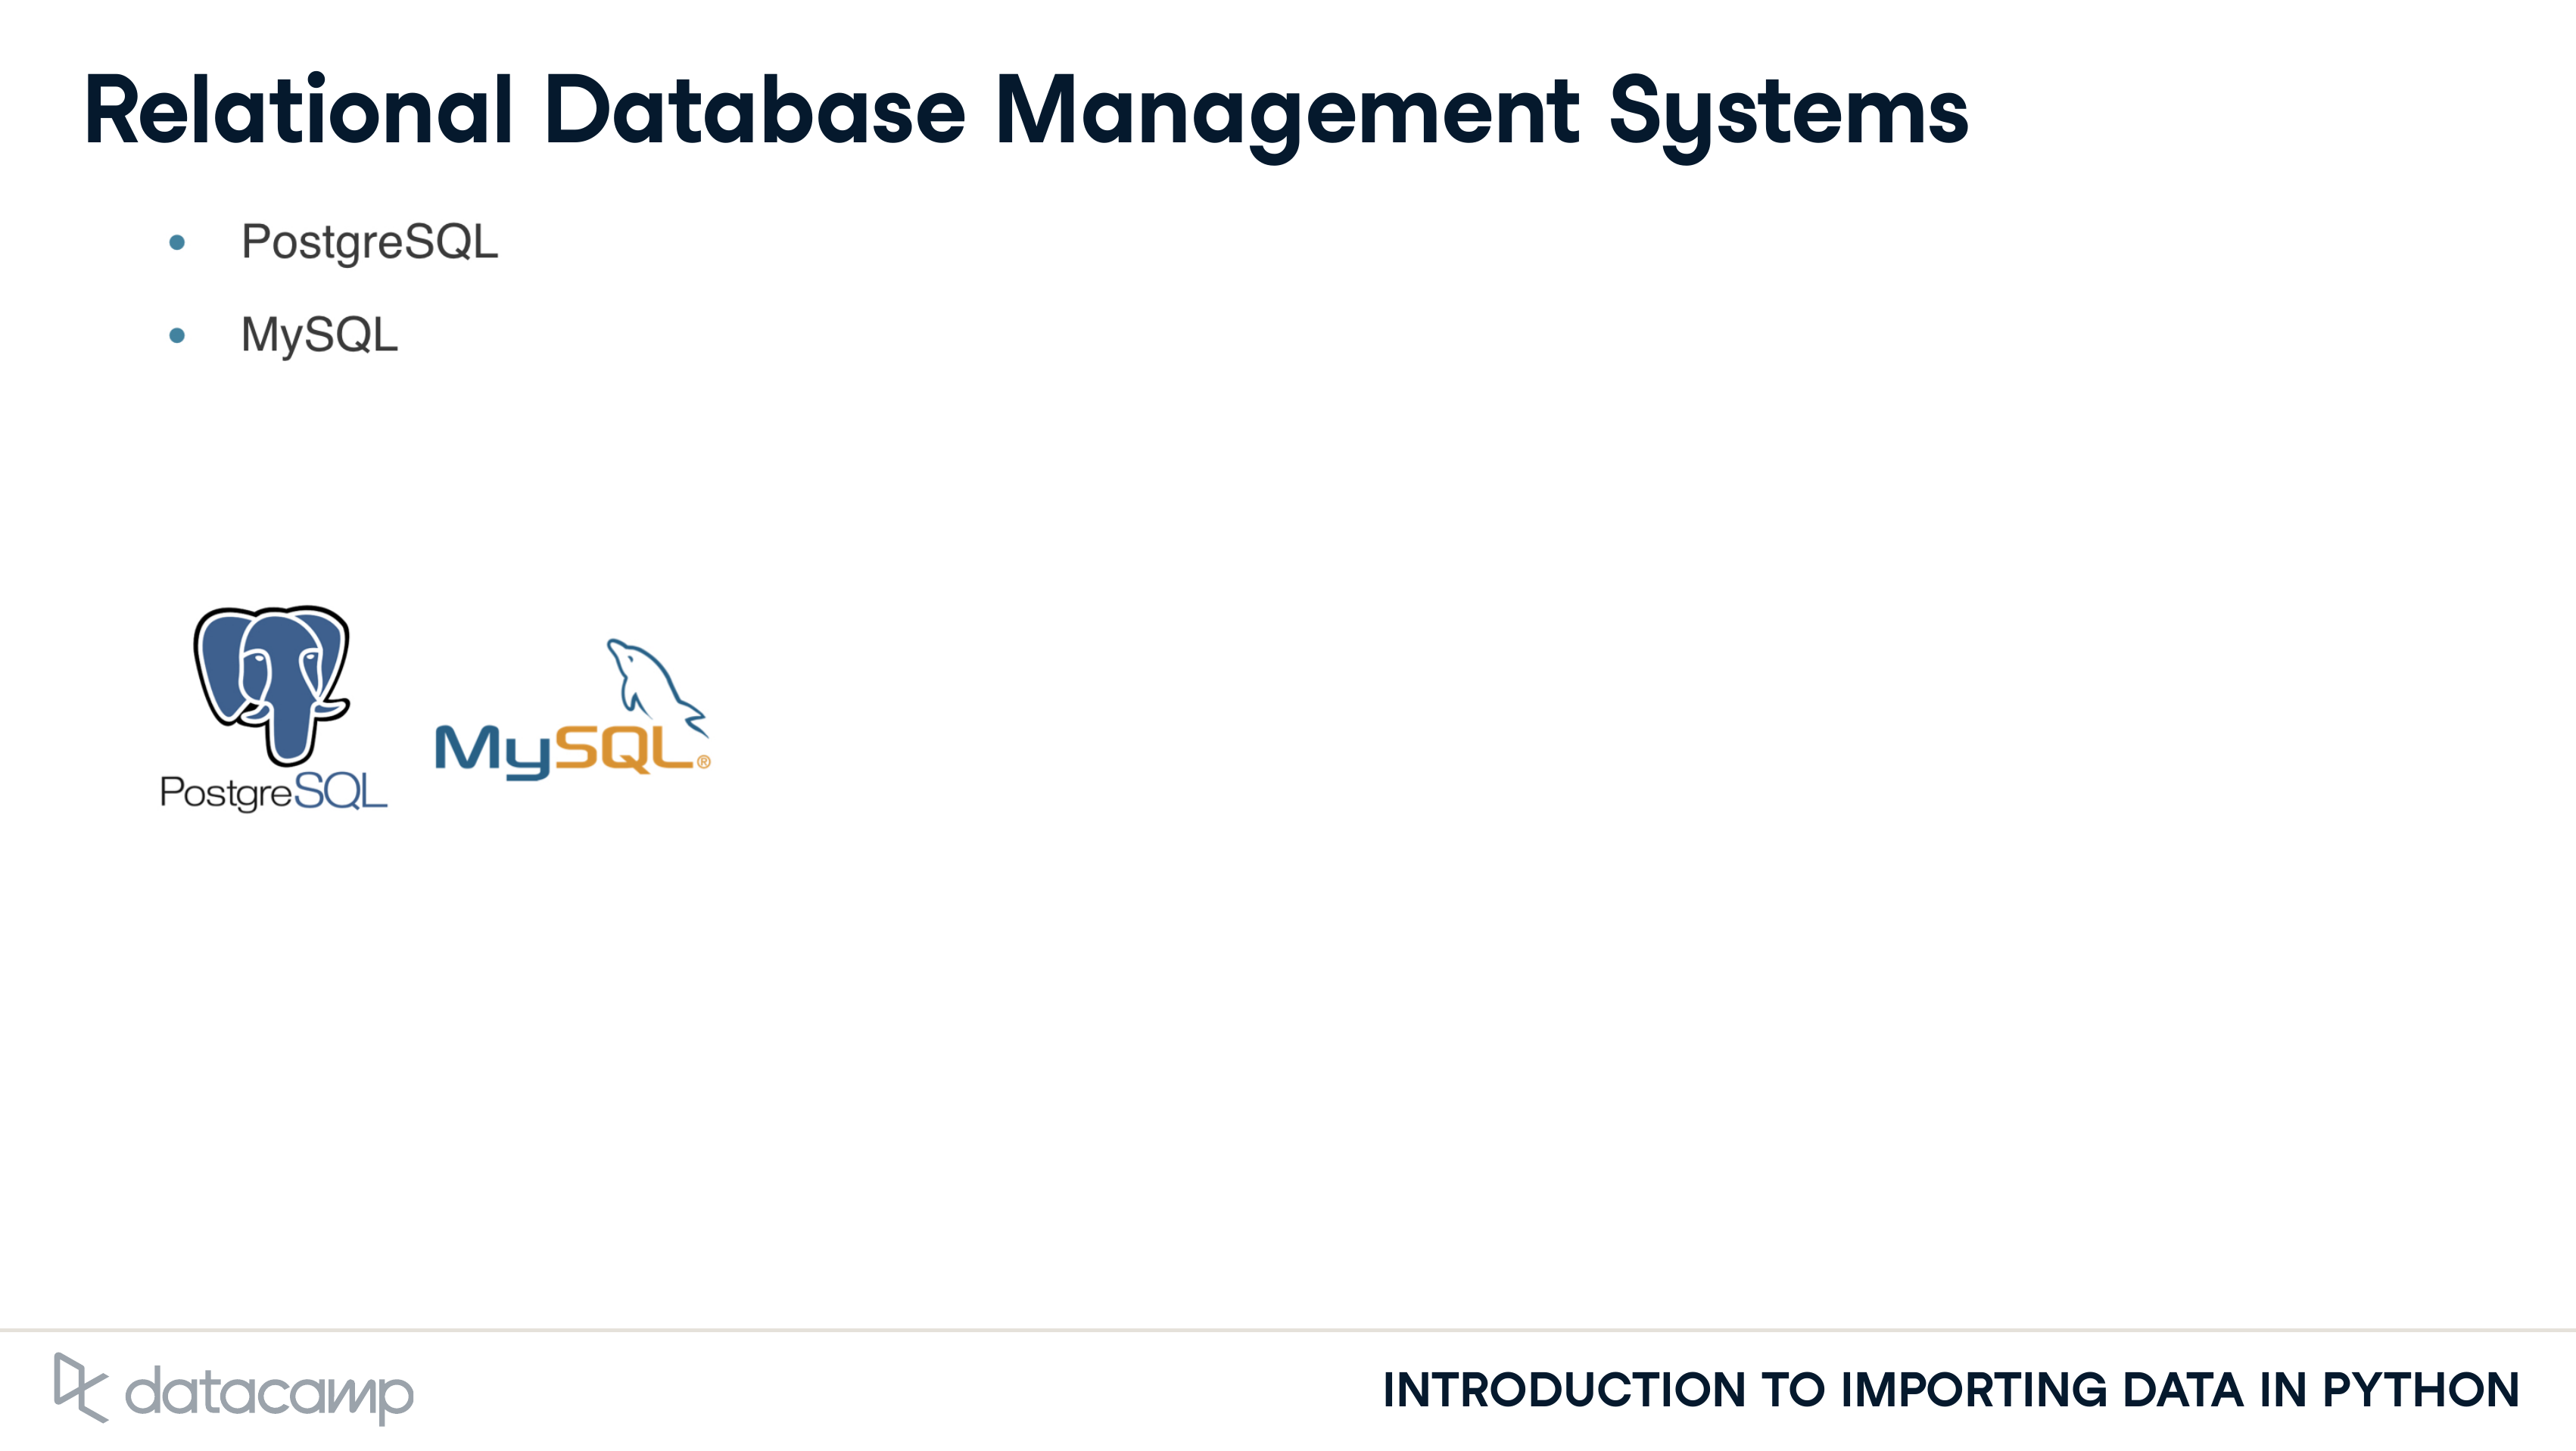 Relational Database Management Systems
• PostgreSQL
• MySQL
PostgreSQL
MySQL®
datacamp
INTRODUCTION TO IMPORTING DATA IN PYTHON